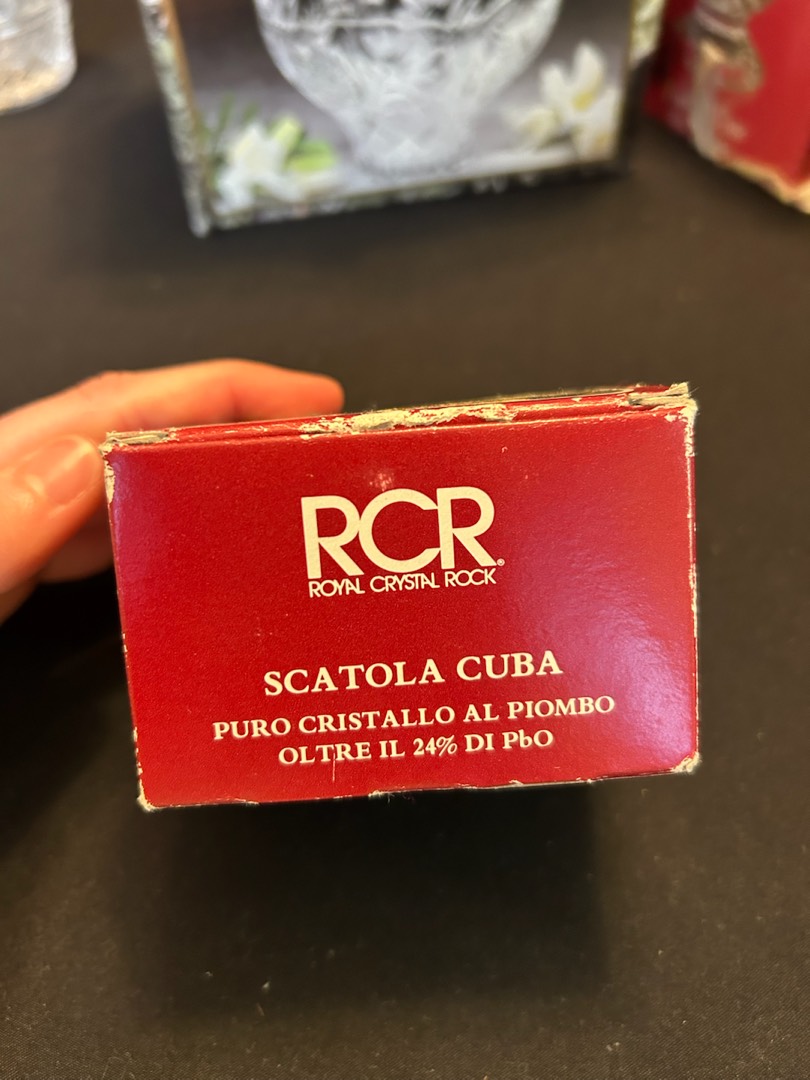 RCR®
ROYAL CRYSTAL ROCK
SCATOLA CUBA
PURO CRISTALLO AL PIOMBO
OLTRE IL 24% DI PbO